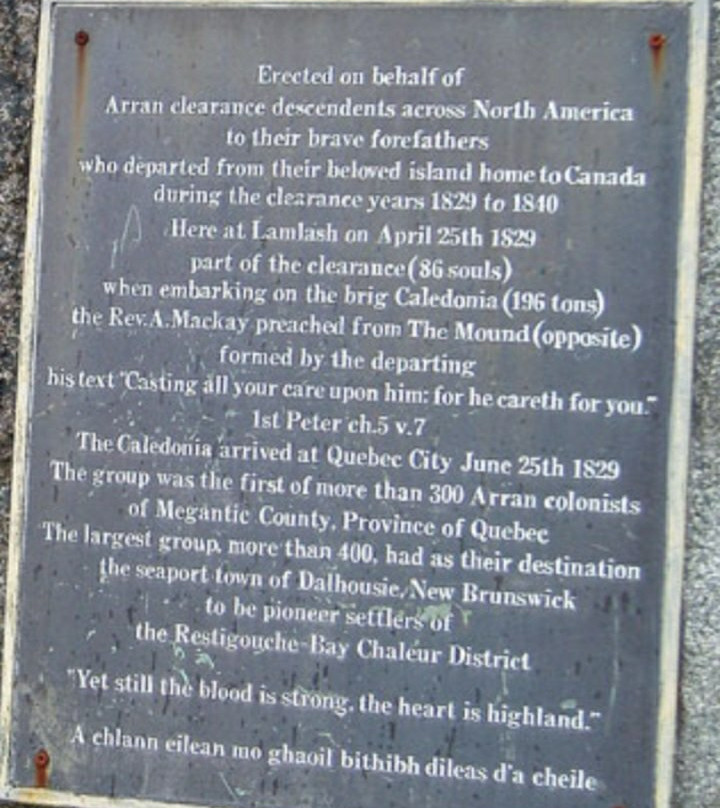 Erected on behalf of
Arran clearance descendents across North America
to their brave forefathers
who departed from their beloved island home to Canada
during the clearance years 1829 to 1840
Here at Lamlash on April 25th 1829
part of the clearance (86 souls)
when embarking on the brig Caledonia (196 tons)
the Rev. A. Mackay preached from The Mound (opposite)
formed by the departing
his text "Casting all your care upon him: for he careth for you."
1st Peter ch.5 v.7
The Caledonia arrived at Quebec City June 25th 1829
The group was the first of more than 300 Arran colonists
of Megantic County, Province of Quebec
The largest group, more than 400, had as their destination
the seaport town of Dalhousie, New Brunswick
to be pioneer settlers of
the Restigouche-Bay Chaleur District
"Yet still the blood is strong, the heart is highland."
A chlann eilean mo ghaoil bithibh dileas d'a cheile